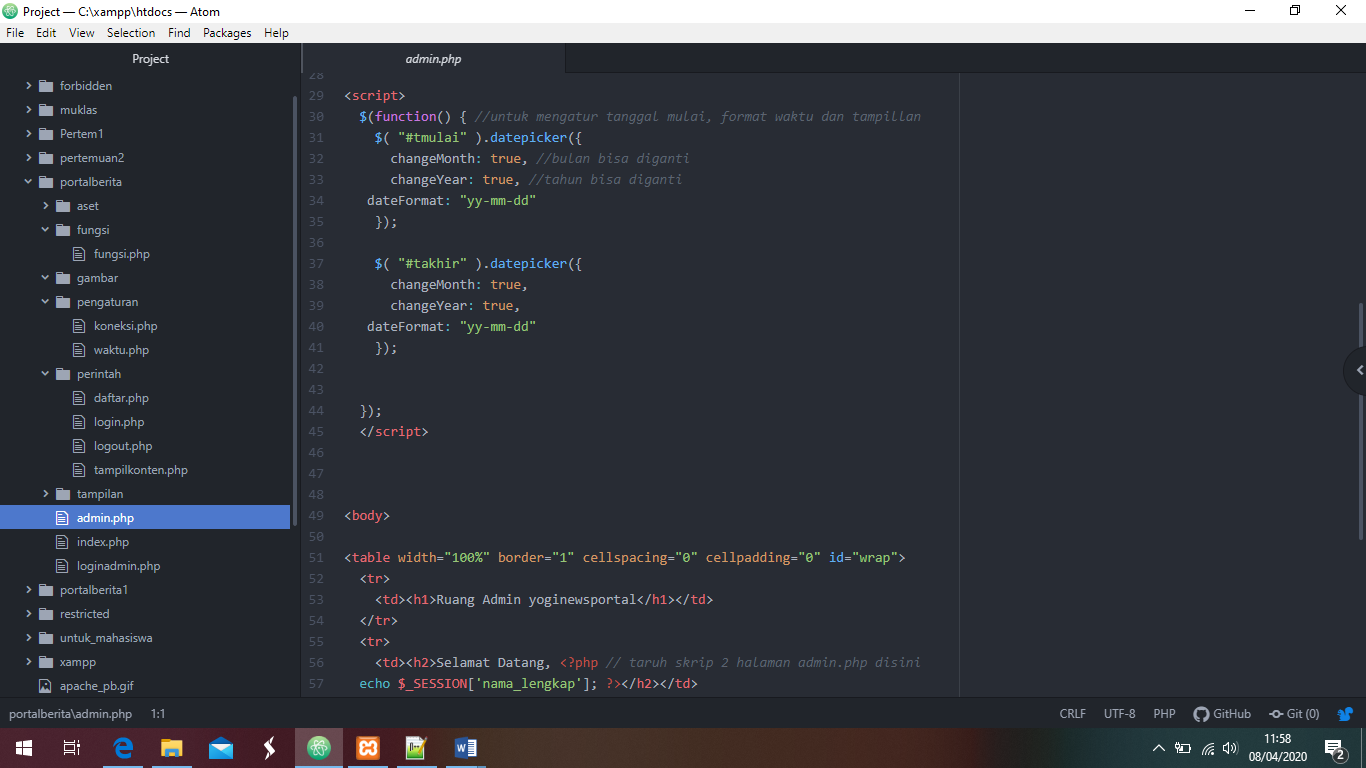 Project — C:\xampp\htdocs — Atom
File Edit View Selection Find Packages Help
Project
forbidden
muklas
Pertem1
pertemuan2
portalberita
aset
fungsi
fungsi.php
gambar
pengaturan
koneksi.php
waktu.php
perintah
daftar.php
login.php
logout.php
tampilkonten.php
tampilan
admin.php
index.php
loginadmin.php
portalberita1
restricted
untuk_mahasiswa
xampp
apache_pb.gif
admin.php
28
29 <script>
30 $(function() { //untuk mengatur tanggal mulai, format waktu dan tampillan
31 $( "#tmulai" ).datepicker({
32 changeMonth: true, //bulan bisa diganti
33 changeYear: true, //tahun bisa diganti
34 dateFormat: "yy-mm-dd"
35 });
36
37 $( "#takhir" ).datepicker({
38 changeMonth: true,
39 changeYear: true,
40 dateFormat: "yy-mm-dd"
41 });
42
43
44 });
45 </script>
46
47
48
49 <body>
50
51 <table width="100%" border="1" cellspacing="0" cellpadding="0" id="wrap">
52 <tr>
53 <td><h1>Ruang Admin yoginewsportal</h1></td>
54 </tr>
55 <tr>
56 <td><h2>Selamat Datang, <?php // taruh skrip 2 halaman admin.php disini
57 echo $_SESSION['nama_lengkap']; ?></h2></td>
portalberita\admin.php 1:1 CRLF UTF-8 PHP GitHub Git (0)
11:58
08/04/2020
2